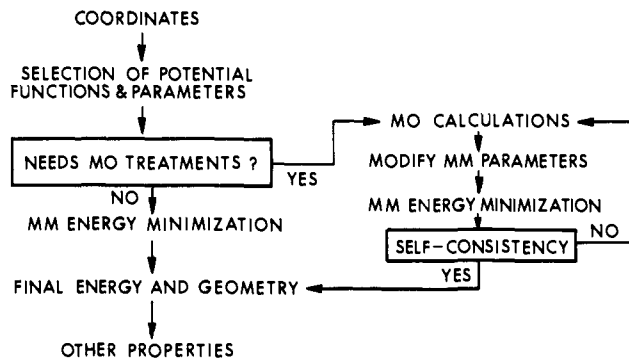 COORDINATES
SELECTION OF POTENTIAL
FUNCTIONS & PARAMETERS
NEEDS MO TREATMENTS ?
YES
NO
MM ENERGY MINIMIZATION
MO CALCULATIONS
MODIFY MM PARAMETERS
MM ENERGY MINIMIZATION
SELF-CONSISTENCY
NO
YES
FINAL ENERGY AND GEOMETRY
OTHER PROPERTIES